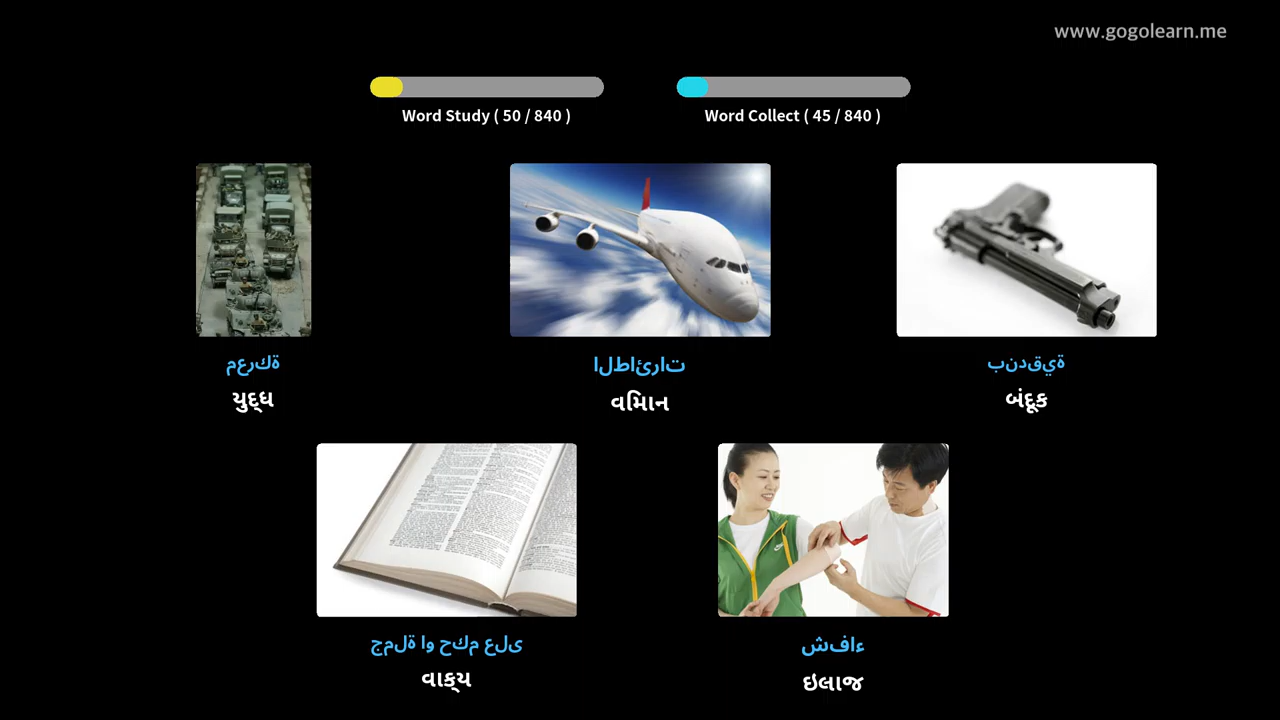 www.gogolearn.me
Word Study ( 50 / 840 )
Word Collect ( 45 / 840 )
معركة
યુદ્ધ
الطائرات
વિમાન
بندقية
બંદૂક
جملة او حكم على
વાક્ય
شفاء
ઇલાજ